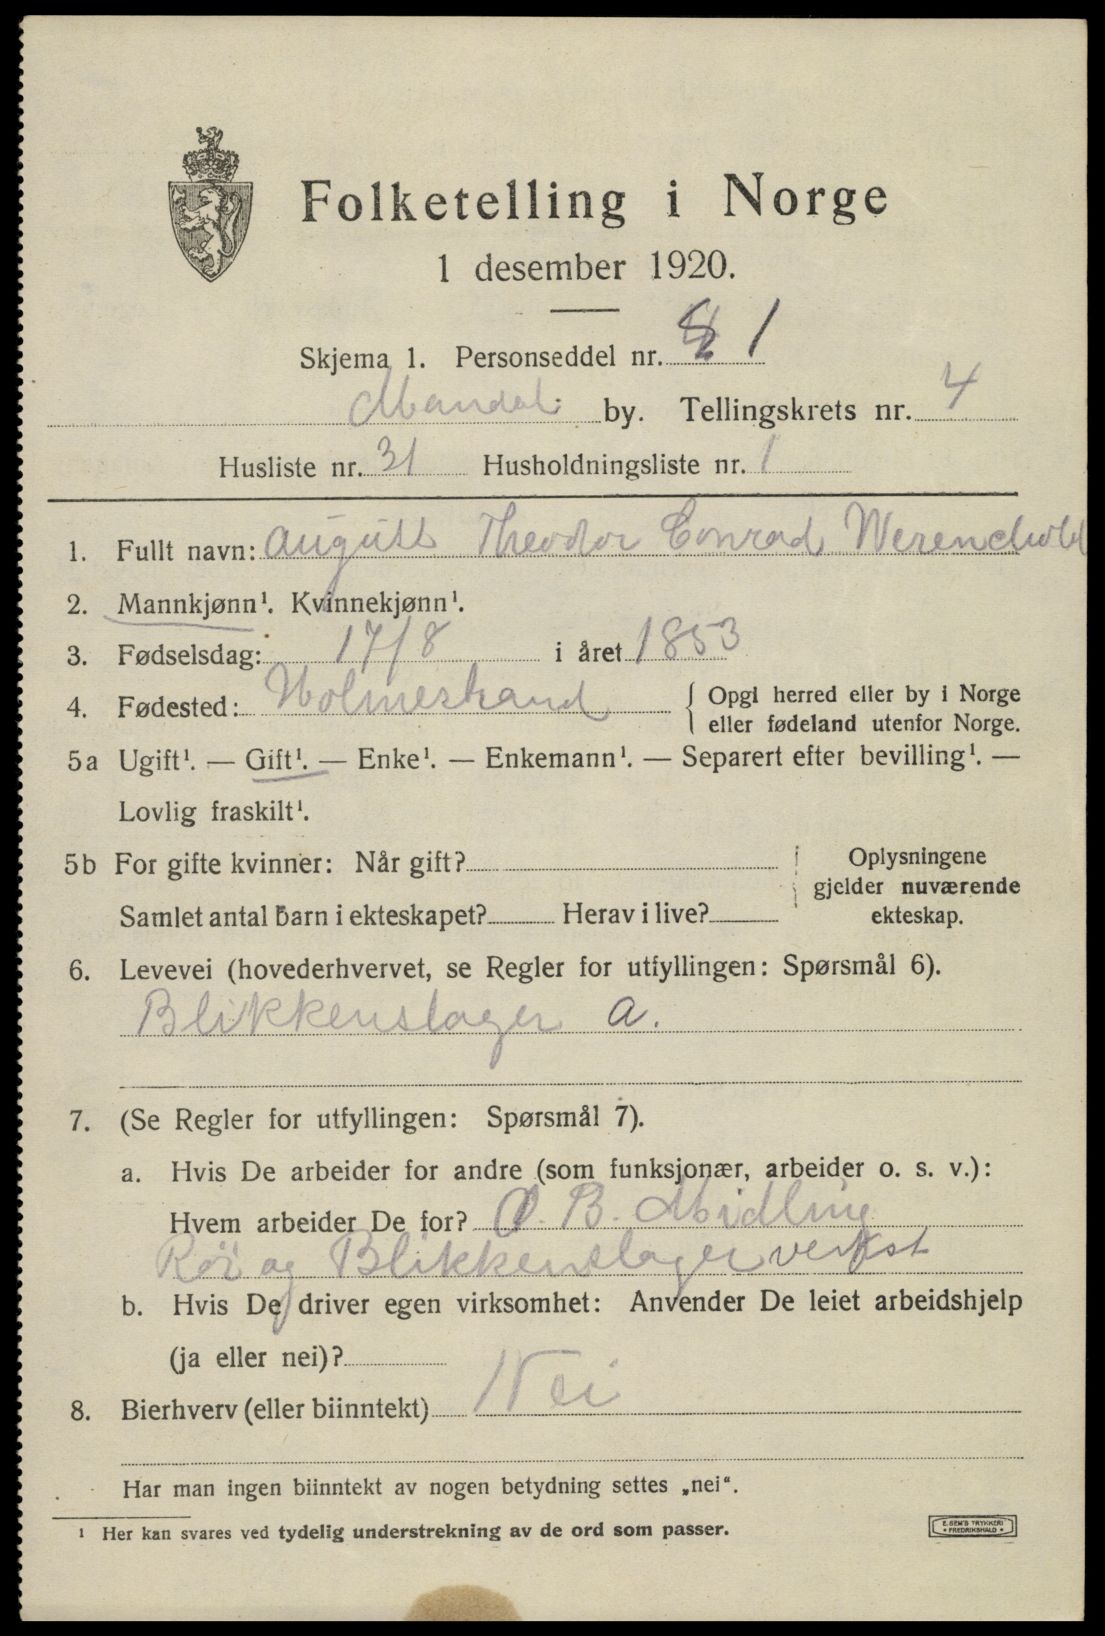 Folketelling i Norge
1 desember 1920.
Skjema 1. Personseddel nr. 1
Mandal by. Tellingskrets nr. 4
Husliste nr. 31 Husholdningsliste nr. 1
1. Fullt navn: August Theodor Conrad Werenskold
2. Mannkjønn¹. Kvinnekjønn¹.
3. Fødselsdag: 17/8 i året 1853
4. Fødested: Holmestrand { Opgi herred eller by i Norge
eller fødeland utenfor Norge.
5a Ugift¹. — Gift¹. — Enke¹. — Enkemann¹. — Separert efter bevilling¹. —
Lovlig fraskilt¹.
5b For gifte kvinner: Når gift? Oplysningene
gjelder nuværende
Samlet antal barn i ekteskapet? Herav i live? ekteskap.
6. Levevei (hovederhvervet, se Regler for utfyllingen: Spørsmål 6).
Blikkenslager a.
7. (Se Regler for utfyllingen: Spørsmål 7).
a. Hvis De arbeider for andre (som funksjonær, arbeider o. s. v.):
Hvem arbeider De for? O. B. Midling
Rør og Blikkenslagerverkst
b. Hvis De driver egen virksomhet: Anvender De leiet arbeidshjelp
(ja eller nei)?
8. Bierhverv (eller biinntekt) Nei
Har man ingen biinntekt av nogen betydning settes „nei“.
¹ Her kan svares ved tydelig understrekning av de ord som passer.
E. SEM'S TRYKKERI
• FREDRIKSHALD •